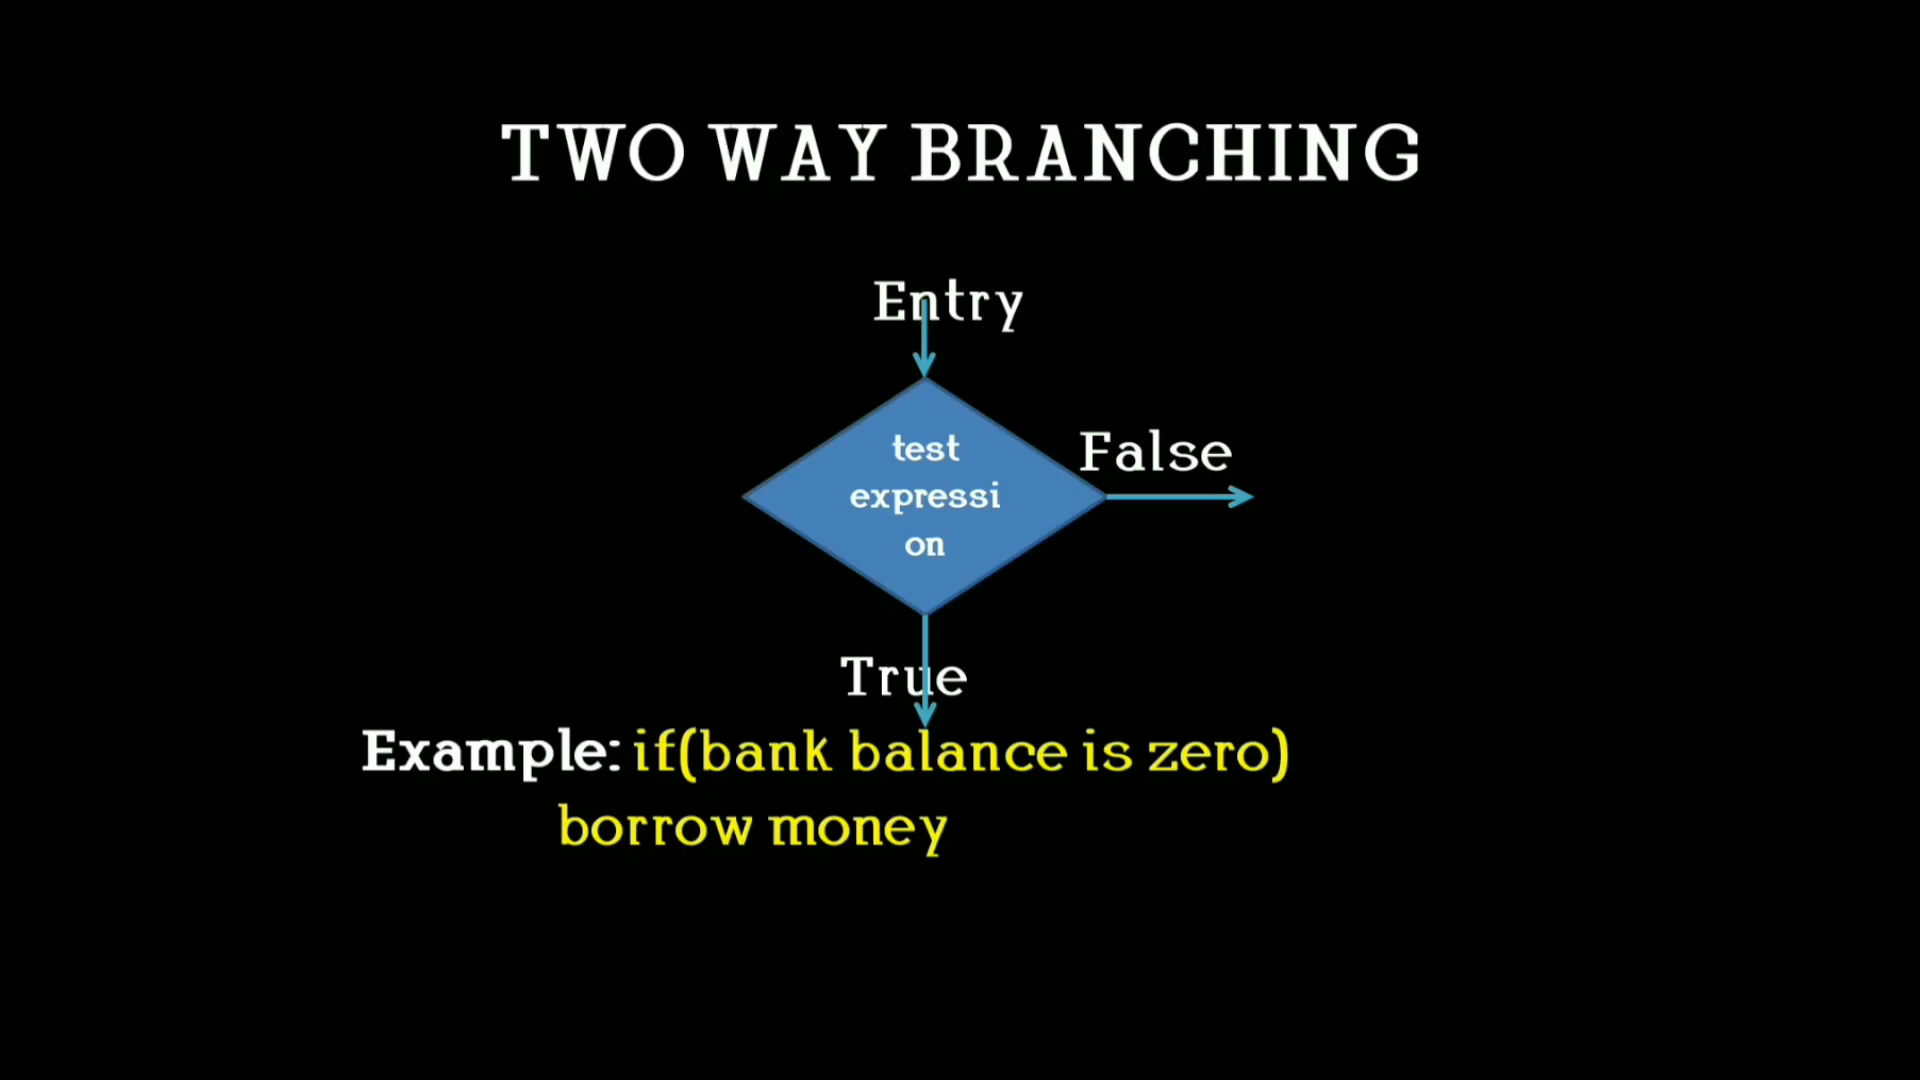 TWO WAY BRANCHING
Entry
test
expressi
on
False
True
Example: if(bank balance is zero)
borrow money